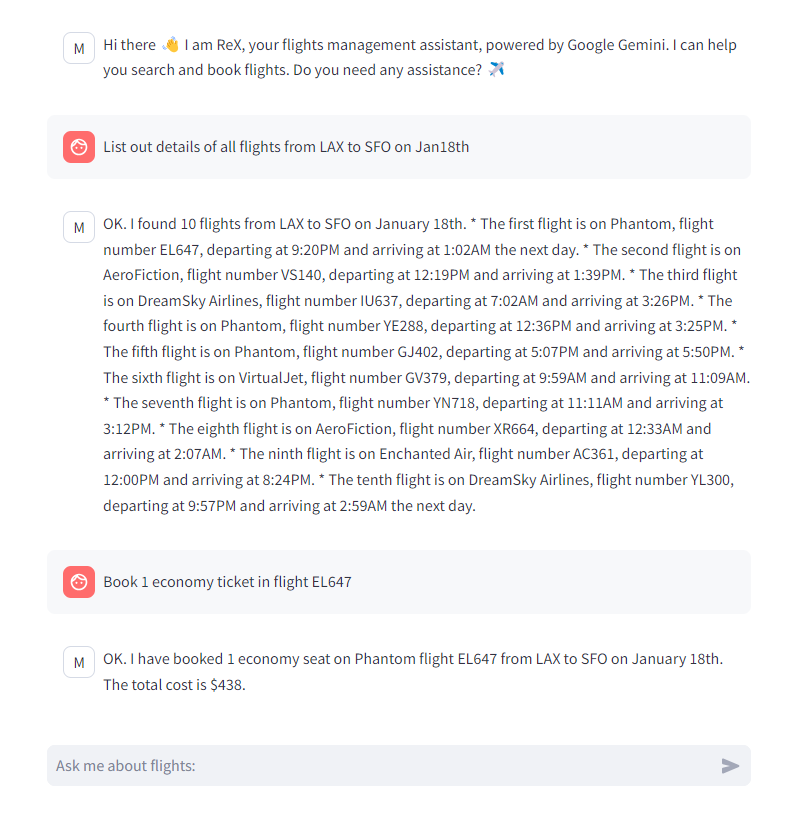 M
Hi there 👋 I am ReX, your flights management assistant, powered by Google Gemini. I can help
you search and book flights. Do you need any assistance? ✈️
List out details of all flights from LAX to SFO on Jan18th
M
OK. I found 10 flights from LAX to SFO on January 18th. * The first flight is on Phantom, flight
number EL647, departing at 9:20PM and arriving at 1:02AM the next day. * The second flight is on
AeroFiction, flight number VS140, departing at 12:19PM and arriving at 1:39PM. * The third flight
is on DreamSky Airlines, flight number IU637, departing at 7:02AM and arriving at 3:26PM. * The
fourth flight is on Phantom, flight number YE288, departing at 12:36PM and arriving at 3:25PM. *
The fifth flight is on Phantom, flight number GJ402, departing at 5:07PM and arriving at 5:50PM. *
The sixth flight is on VirtualJet, flight number GV379, departing at 9:59AM and arriving at 11:09AM.
* The seventh flight is on Phantom, flight number YN718, departing at 11:11AM and arriving at
3:12PM. * The eighth flight is on AeroFiction, flight number XR664, departing at 12:33AM and
arriving at 2:07AM. * The ninth flight is on Enchanted Air, flight number AC361, departing at
12:00PM and arriving at 8:24PM. * The tenth flight is on DreamSky Airlines, flight number YL300,
departing at 9:57PM and arriving at 2:59AM the next day.
Book 1 economy ticket in flight EL647
M
OK. I have booked 1 economy seat on Phantom flight EL647 from LAX to SFO on January 18th.
The total cost is $438.
Ask me about flights: